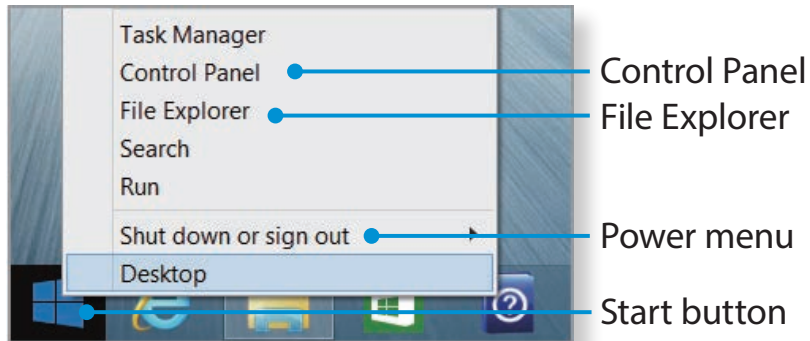 Task Manager
Control Panel
File Explorer
Search
Run
Shut down or sign out
Desktop
Control Panel
File Explorer
Power menu
Start button
?